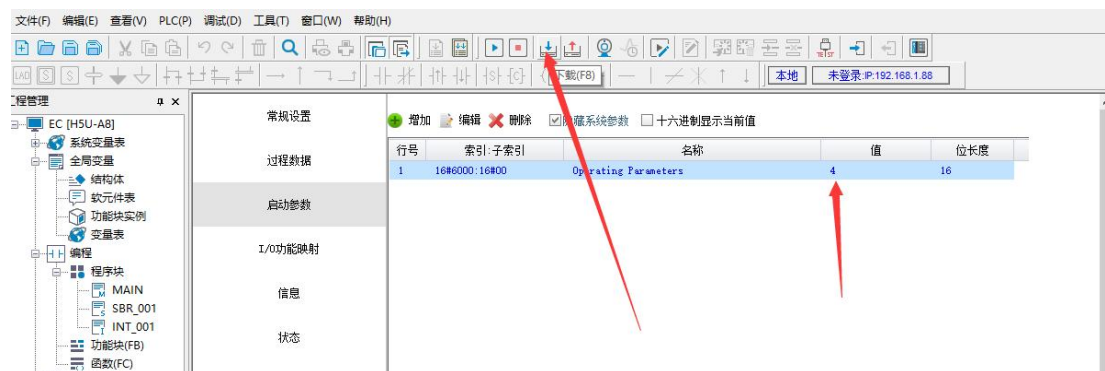 文件(F) 编辑(E) 查看(V) PLC(P) 调试(D) 工具(T) 窗口(W) 帮助(H)
TEST
LAD S S {S} {C} 下载(F8) 本地 未登录:IP:192.168.1.88
工程管理
EC [H5U-A8]
系统变量表
全局变量
结构体
软元件表
功能块实例
变量表
编程
程序块
MAIN
SBR_001
INT_001
功能块(FB)
函数(FC)
常规设置
过程数据
启动参数
I/O功能映射
信息
状态
增加 编辑 删除 隐藏系统参数 十六进制显示当前值
行号 索引:子索引 名称 值 位长度
1 16#6000:16#00 Operating Parameters 4 16